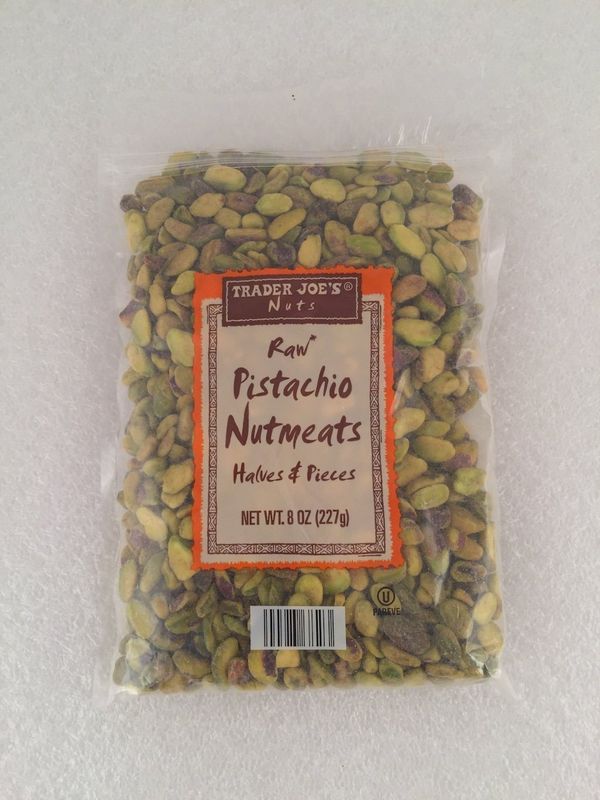 TRADER JOE'S®
Nuts
Raw*
Pistachio
Nutmeats
Halves & Pieces
NET WT. 8 OZ (227g)
U
PAREVE